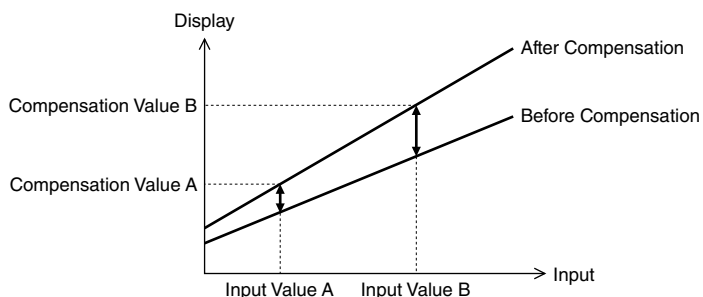 Display
After Compensation
Compensation Value B
Before Compensation
Compensation Value A
Input
Input Value A
Input Value B